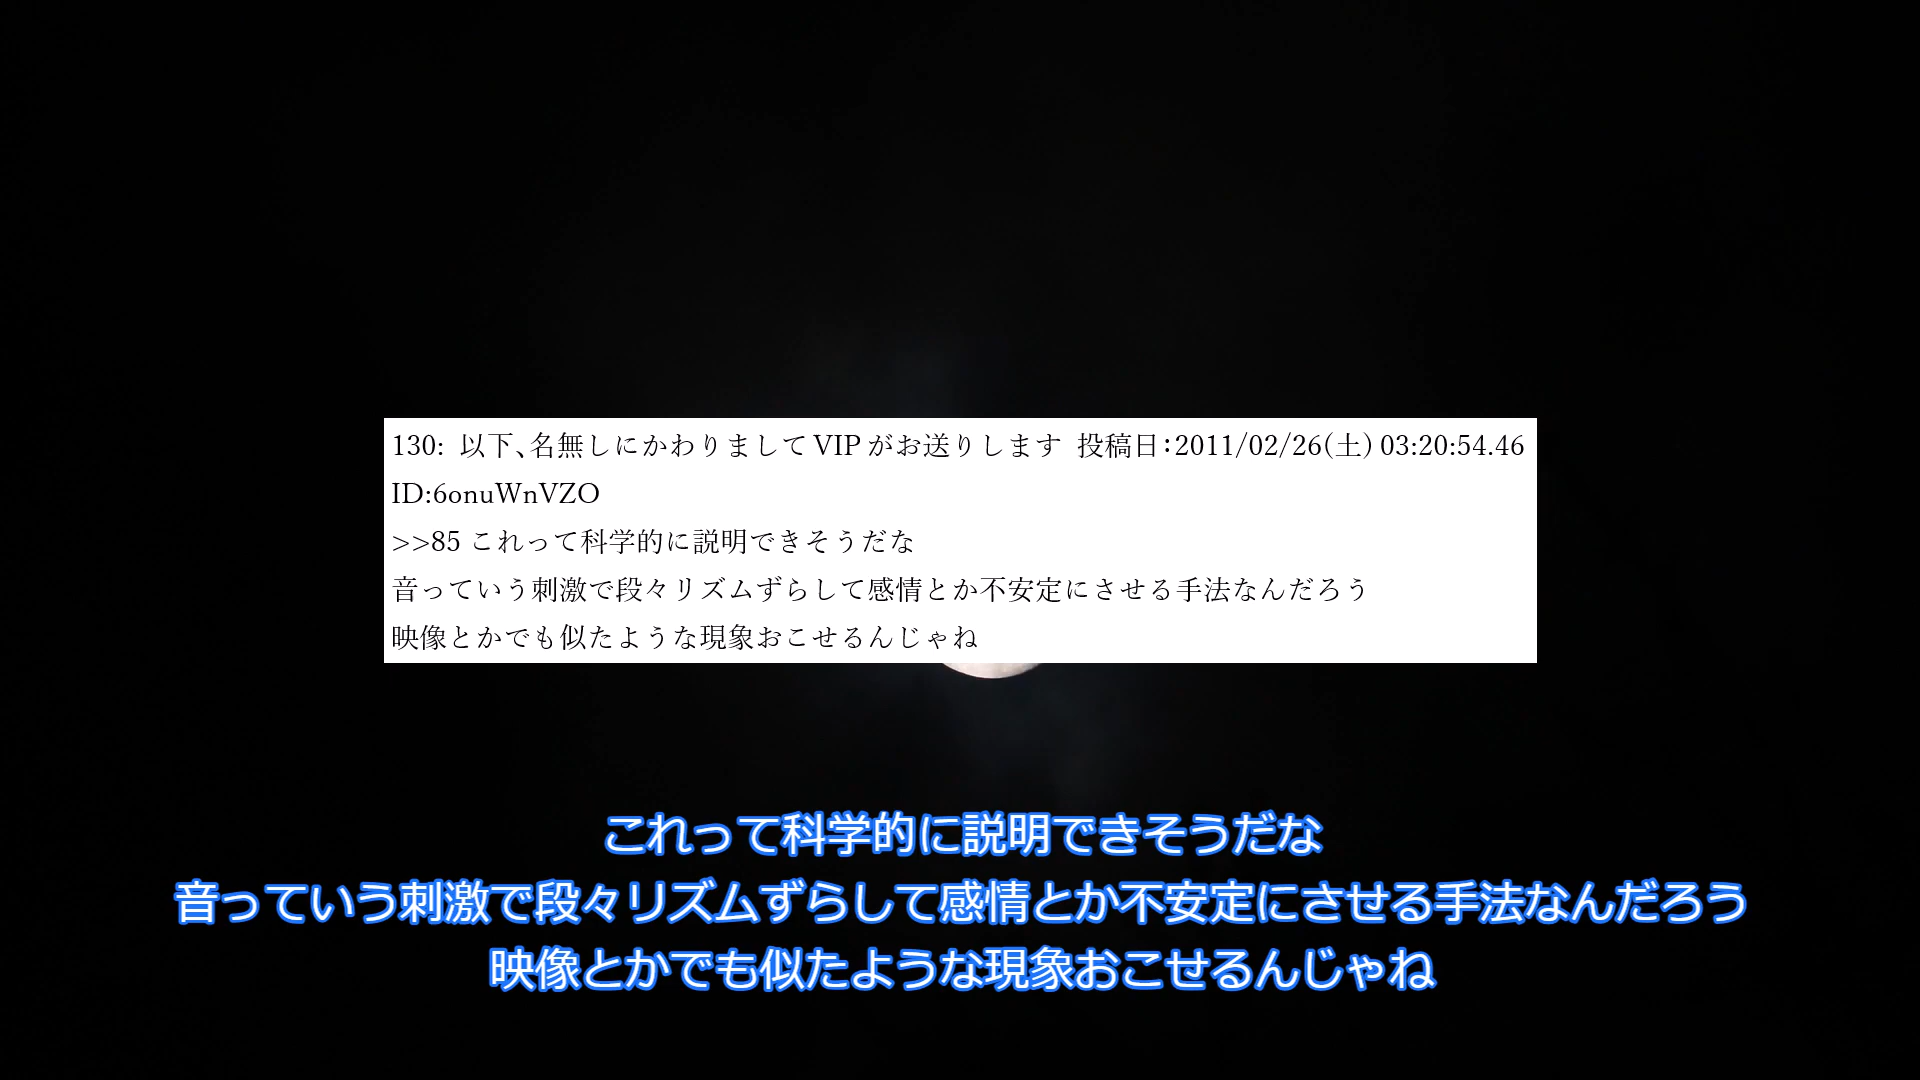 130: 以下、名無しにかわりましてVIPがお送りします 投稿日：2011/02/26(土) 03:20:54.46
ID:6onuWnVZO
>>85 これって科学的に説明できそうだな
音っていう刺激で段々リズムずらして感情とか不安定にさせる手法なんだろう
映像とかでも似たような現象おこせるんじゃね
これって科学的に説明できそうだな
音っていう刺激で段々リズムずらして感情とか不安定にさせる手法なんだろう
映像とかでも似たような現象おこせるんじゃね